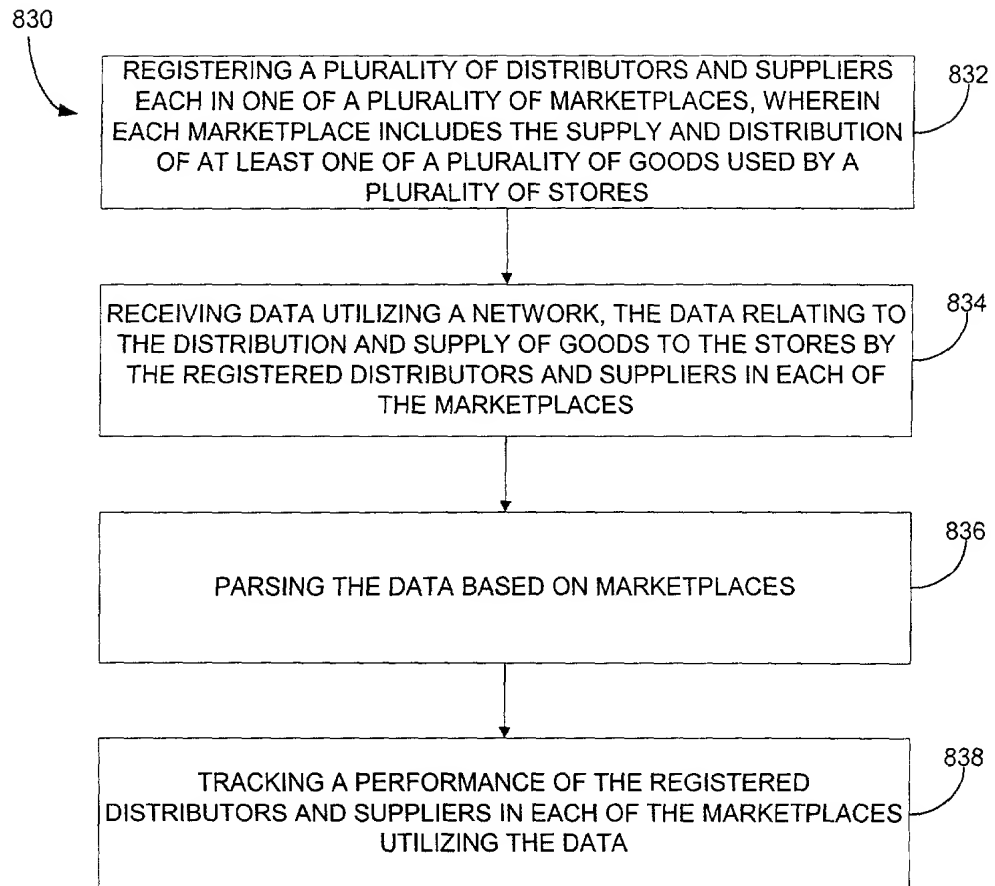 830
REGISTERING A PLURALITY OF DISTRIBUTORS AND SUPPLIERS
EACH IN ONE OF A PLURALITY OF MARKETPLACES, WHEREIN
EACH MARKETPLACE INCLUDES THE SUPPLY AND DISTRIBUTION
OF AT LEAST ONE OF A PLURALITY OF GOODS USED BY A
PLURALITY OF STORES
832
RECEIVING DATA UTILIZING A NETWORK, THE DATA RELATING TO
THE DISTRIBUTION AND SUPPLY OF GOODS TO THE STORES BY
THE REGISTERED DISTRIBUTORS AND SUPPLIERS IN EACH OF
THE MARKETPLACES
834
PARSING THE DATA BASED ON MARKETPLACES
836
TRACKING A PERFORMANCE OF THE REGISTERED
DISTRIBUTORS AND SUPPLIERS IN EACH OF THE MARKETPLACES
UTILIZING THE DATA
838